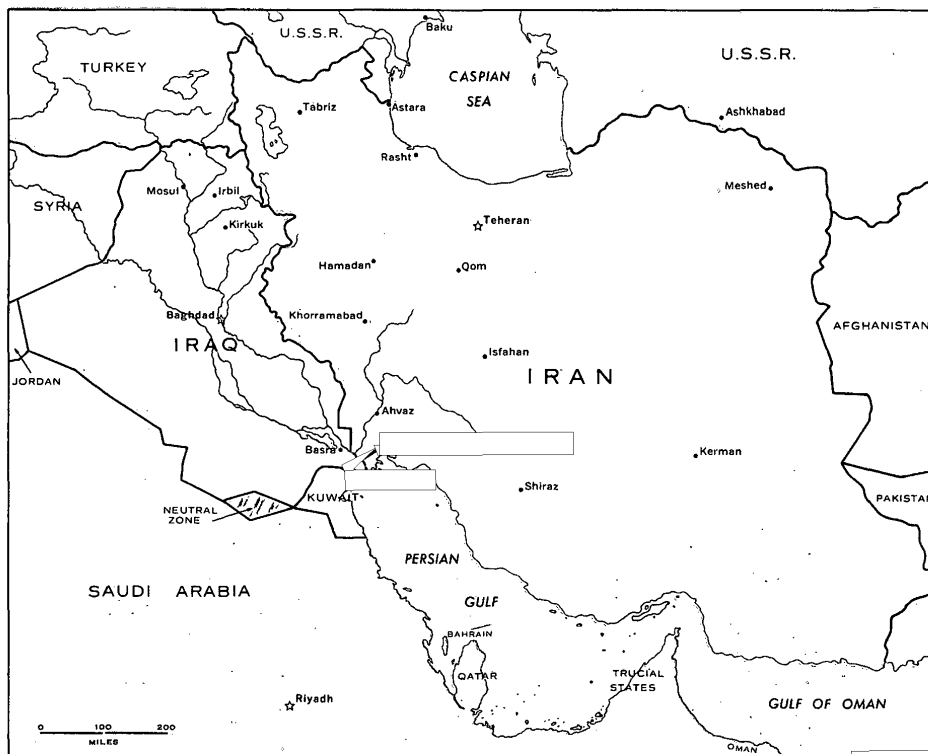 Baku
U.S.S.R.
U.S.S.R.
TURKEY
CASPIAN
SEA
Tabriz
Astara
Ashkhabad
Rasht
Mosul
Irbil
Meshed
SYRIA
Kirkuk
Teheran
Hamadan
Qom
Baghdad
Khorramabad
AFGHANISTAN
IRAQ
Isfahan
IRAN
JORDAN
Ahvaz
Basra
Kerman
Shiraz
KUWAIT
PAKISTAN
NEUTRAL
ZONE
PERSIAN
GULF
SAUDI ARABIA
BAHRAIN
QATAR
TRUCIAL
STATES
Riyadh
GULF OF OMAN
0 100 200
MILES
OMAN